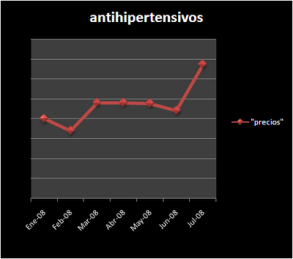 antihipertensivos
"precios"
Ene-08
Feb-08
Mar-08
Abr-08
May-08
Jun-08
Jul-08